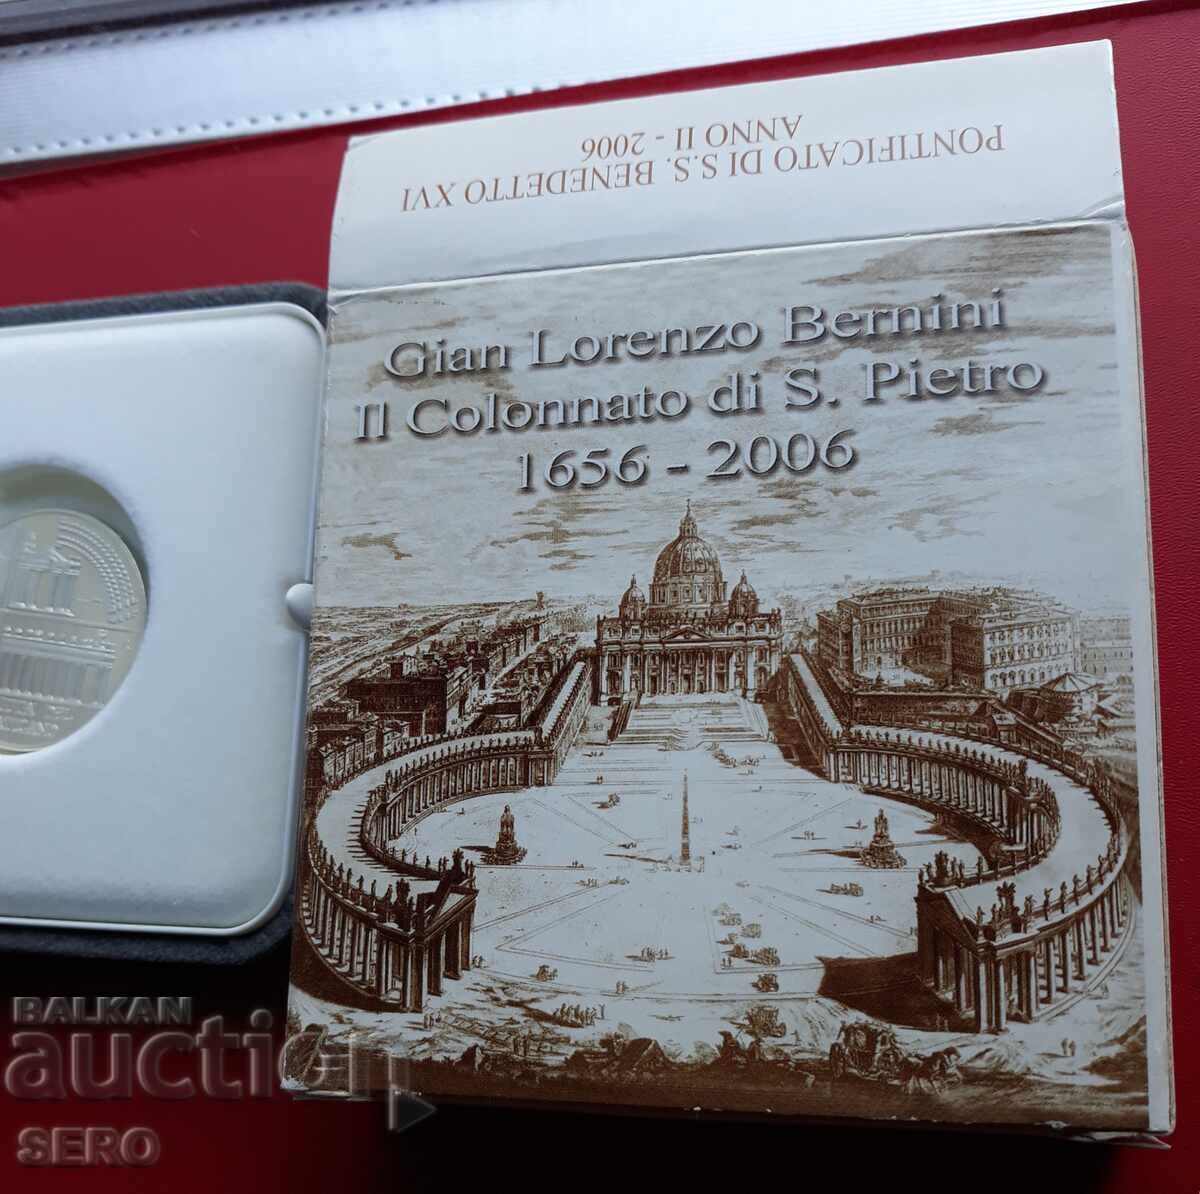 PONTIFICATO DI S.S. BENEDETTO XVI
ANNO II - 2006
Gian Lorenzo Bernini
Il Colonnato di S. Pietro
1656 - 2006
BALKAN
auction
SERO